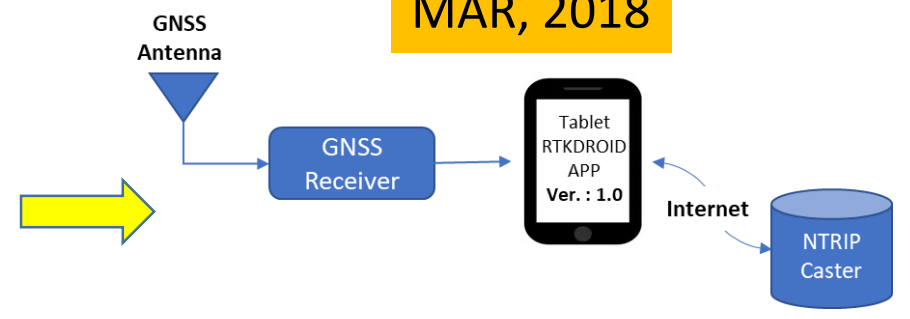 MAR, 2018
GNSS
Antenna
GNSS
Receiver
Tablet
RTKDROID
APP
Ver. : 1.0
Internet
NTRIP
Caster